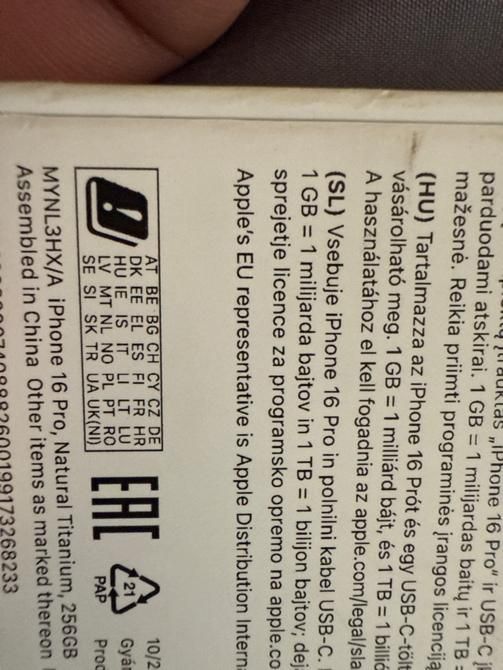 parduodami atskirai. 1 GB = 1 milijardas baitų ir 1 TB
mažesnė. Reikia priimti programinės įrangos licencija
(HU) Tartalmazza az iPhone 16 Prót és egy USB-C-töl
vásárolható meg. 1 GB = 1 milliárd bájt, és 1 TB = 1 billió
A használatához el kell fogadnia az apple.com/legal/sla
(SL) Vsebuje iPhone 16 Pro in polnilni kabel USB-C.
1 GB = 1 milijarda bajtov in 1 TB = 1 bilijon bajtov; dej
sprejetje licence za programsko opremo na apple.co
Apple's EU representative is Apple Distribution Intern
AT BE BG CH CY CZ DE
DK EE EL ES FI FR HR
HU IE IS IT LI LT LU
LV MT NL NO PL PT RO
SE SI SK TR UA UK(NI)
EAC
21
PAP
10/2
Gyár
Proc
MYNL3HX/A iPhone 16 Pro, Natural Titanium, 256GB
Assembled in China Other items as marked thereon